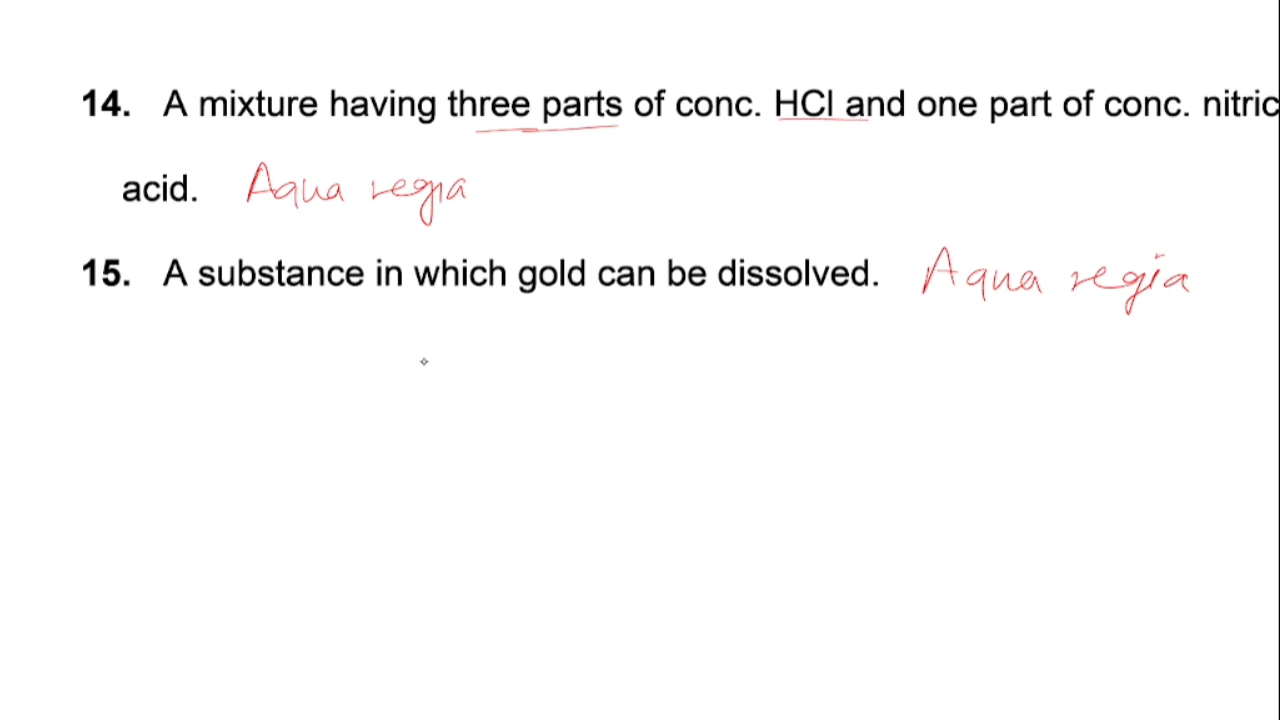 14. A mixture having three parts of conc. HCl and one part of conc. nitric
acid. Aqua regia
15. A substance in which gold can be dissolved. Aqua regia